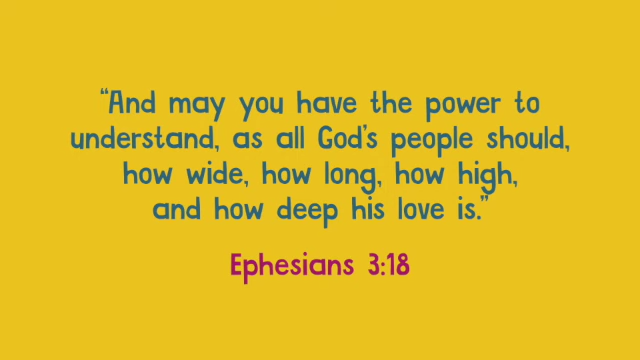 “And may you have the power to
understand, as all God’s people should,
how wide, how long, how high,
and how deep his love is.”
Ephesians 3:18